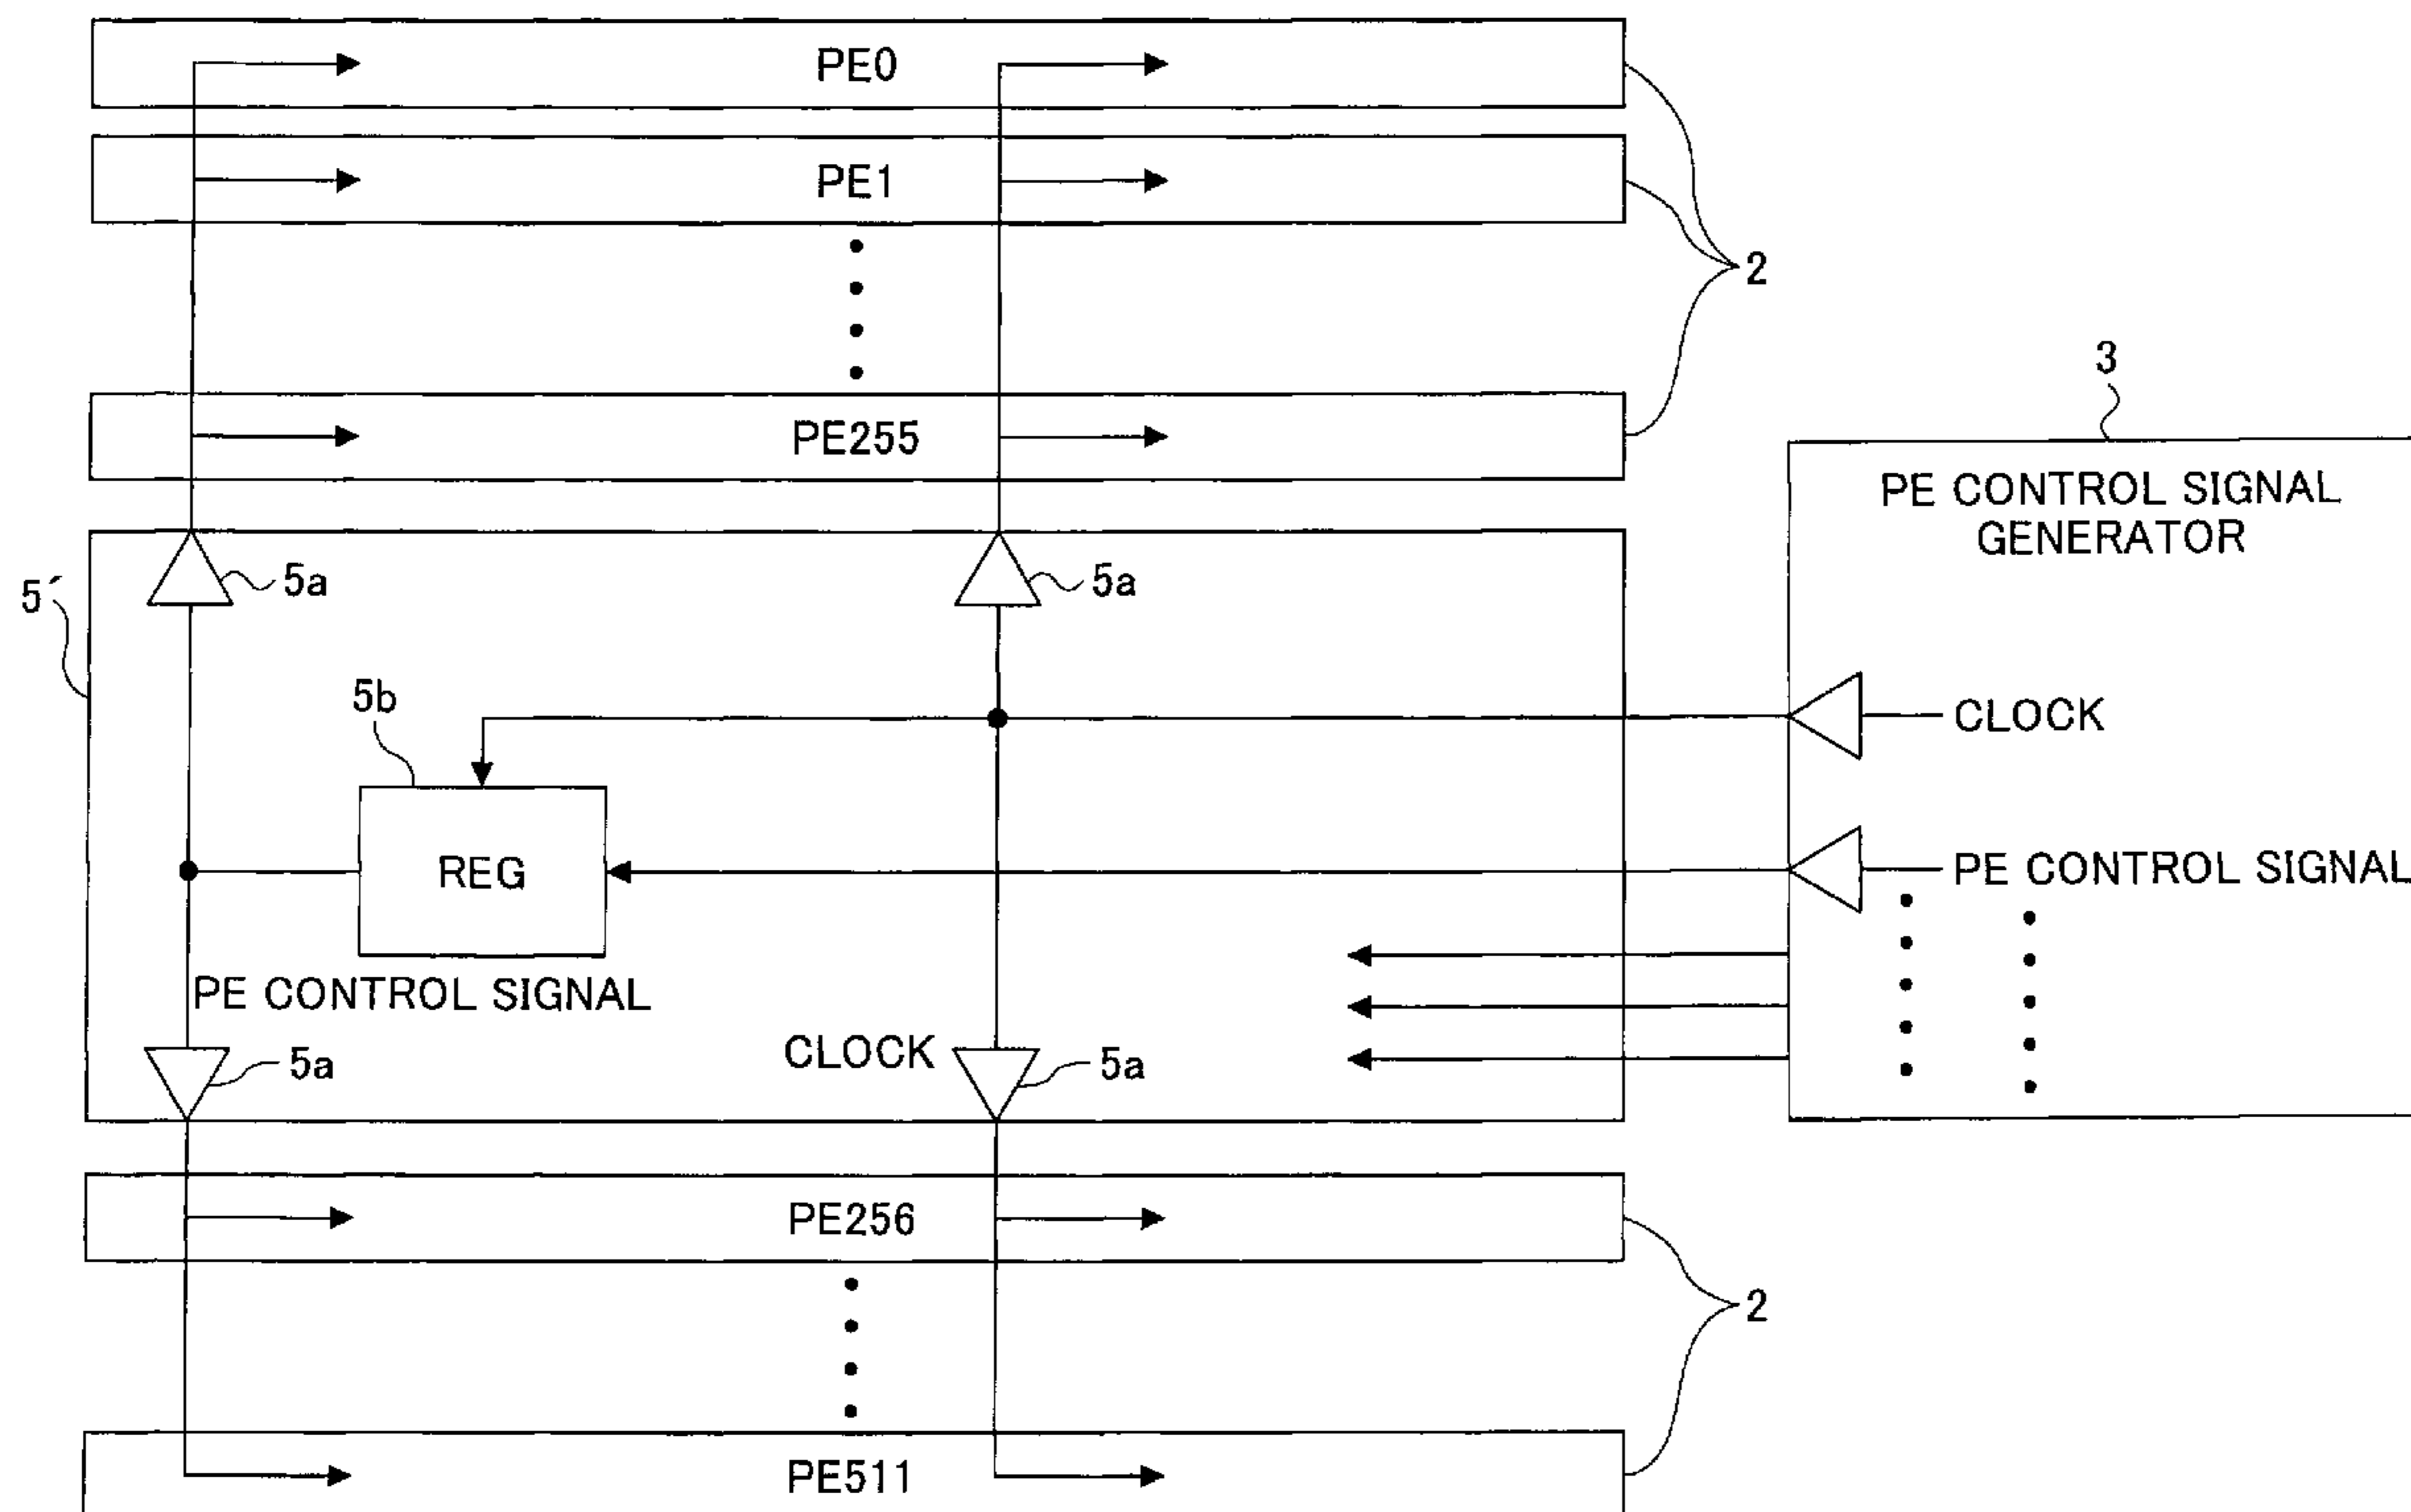 PE0
PE1
2
PE255
3
PE CONTROL SIGNAL
GENERATOR
5´
5a
5a
5b
CLOCK
REG
PE CONTROL SIGNAL
PE CONTROL SIGNAL
CLOCK
5a
5a
PE256
2
PE511